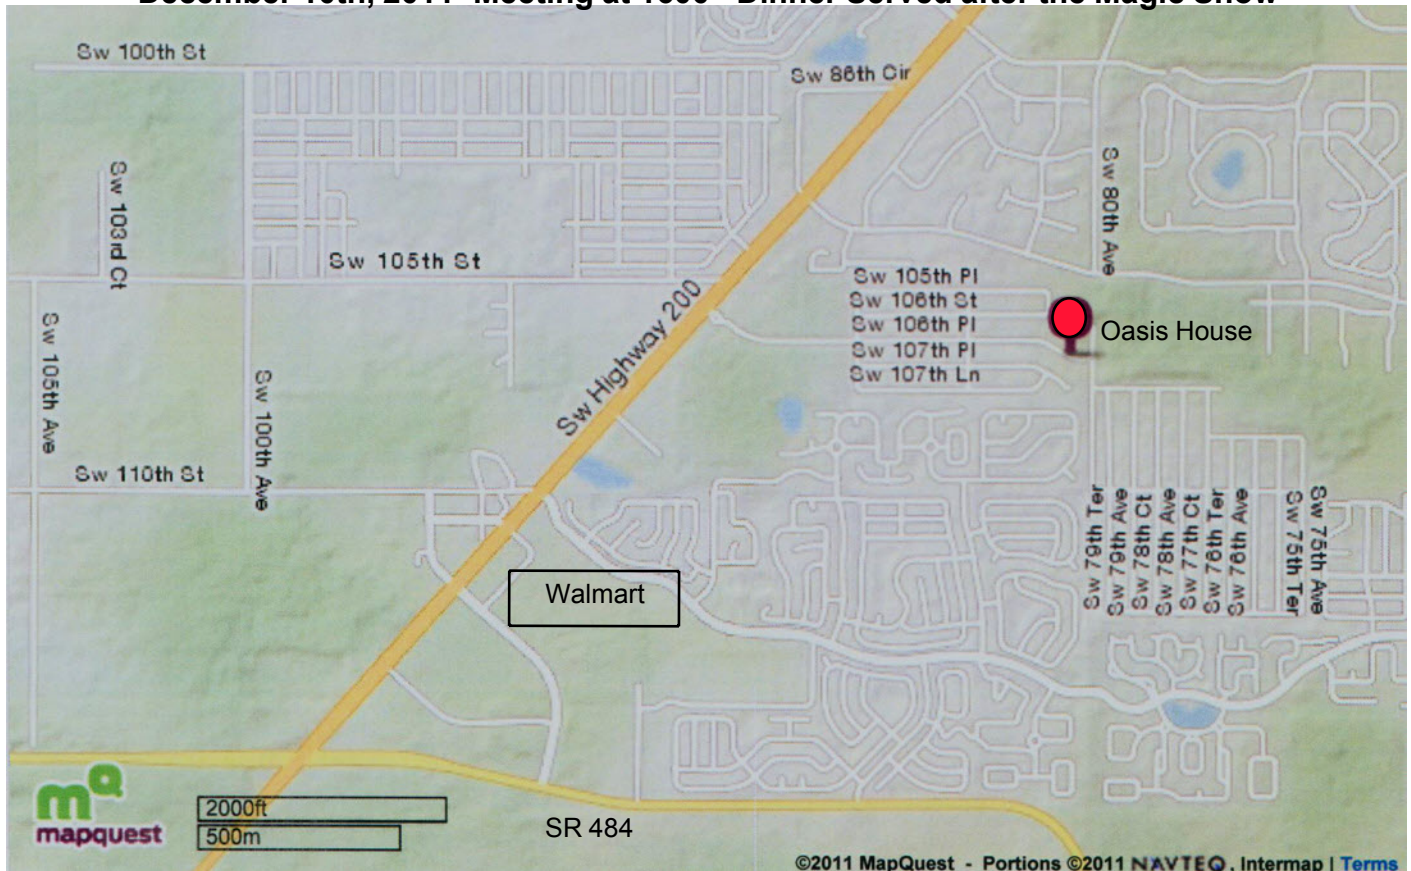 Sw 100th St
Sw 86th Cir
Sw 103rd Ct
Sw 80th Ave
Sw 105th St
Sw 105th Pl
Sw 106th St
Sw 106th Pl
Sw 107th Pl
Sw 107th Ln
Oasis House
Sw Highway 200
Sw 105th Ave
Sw 100th Ave
Sw 110th St
Sw 79th Ter
Sw 79th Ave
Sw 78th Ct
Sw 78th Ave
Sw 77th Ct
Sw 76th Ter
Sw 76th Ave
Sw 75th Ter
Sw 75th Ave
Walmart
mapquest
2000ft
500m
SR 484
©2011 MapQuest - Portions ©2011 NAVTEQ, Intermap | Terms